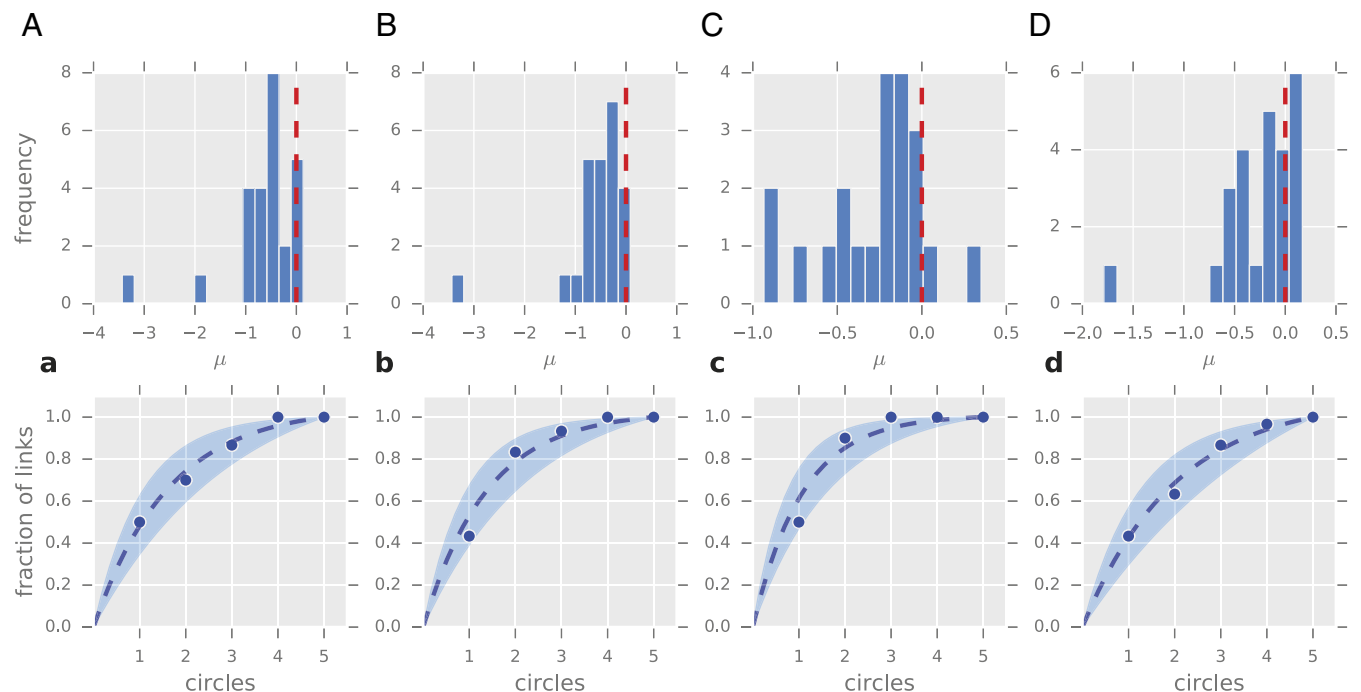 A B C D
frequency
8 6 4 2 0
−4 −3 −2 −1 0 1
μ
8 6 4 2 0
−4 −3 −2 −1 0 1
μ
4 3 2 1 0
−1.0 −0.5 0.0 0.5
μ
6 4 2 0
−2.0 −1.5 −1.0 −0.5 0.0 0.5
μ
a b c d
fraction of links
1.0 0.8 0.6 0.4 0.2 0.0
1 2 3 4 5
circles
1.0 0.8 0.6 0.4 0.2 0.0
1 2 3 4 5
circles
1.0 0.8 0.6 0.4 0.2 0.0
1 2 3 4 5
circles
1.0 0.8 0.6 0.4 0.2 0.0
1 2 3 4 5
circles